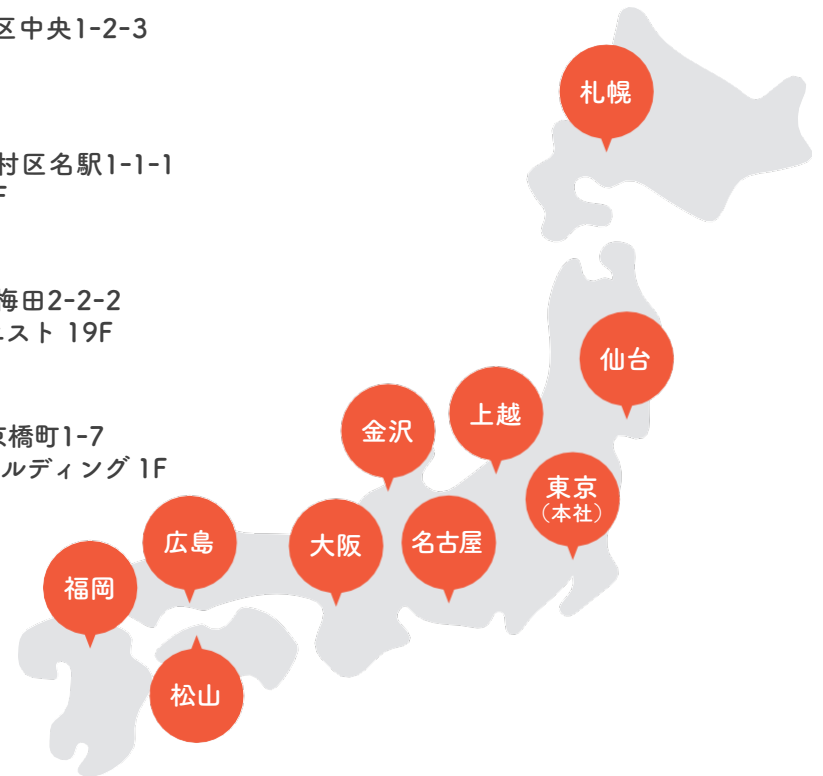 区中央1-2-3
村区名駅1-1-1
F
梅田2-2-2
ェスト 19F
京橋町1-7
ルディング 1F
札幌
仙台
上越
金沢
東京
（本社）
名古屋
大阪
広島
福岡
松山